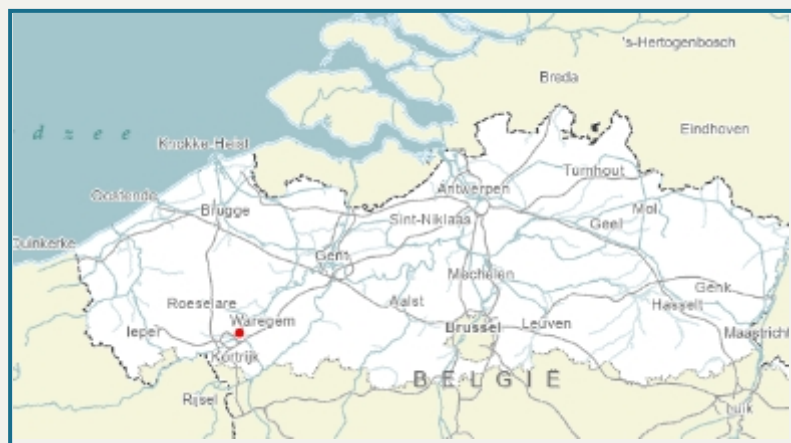 's-Hertogenbosch
Breda
Eindhoven
d z e e
Knokke-Heist
Turnhout
Antwerpen
Oostende
Mol
Brugge
Sint-Niklaas
Geel
Duinkerke
Gent
Mechelen
Genk
Roeselare
Aalst
Hasselt
Waregem
Ieper
Brussel
Leuven
Maastricht
Kortrijk
BELGIË
Rijsel
Luik